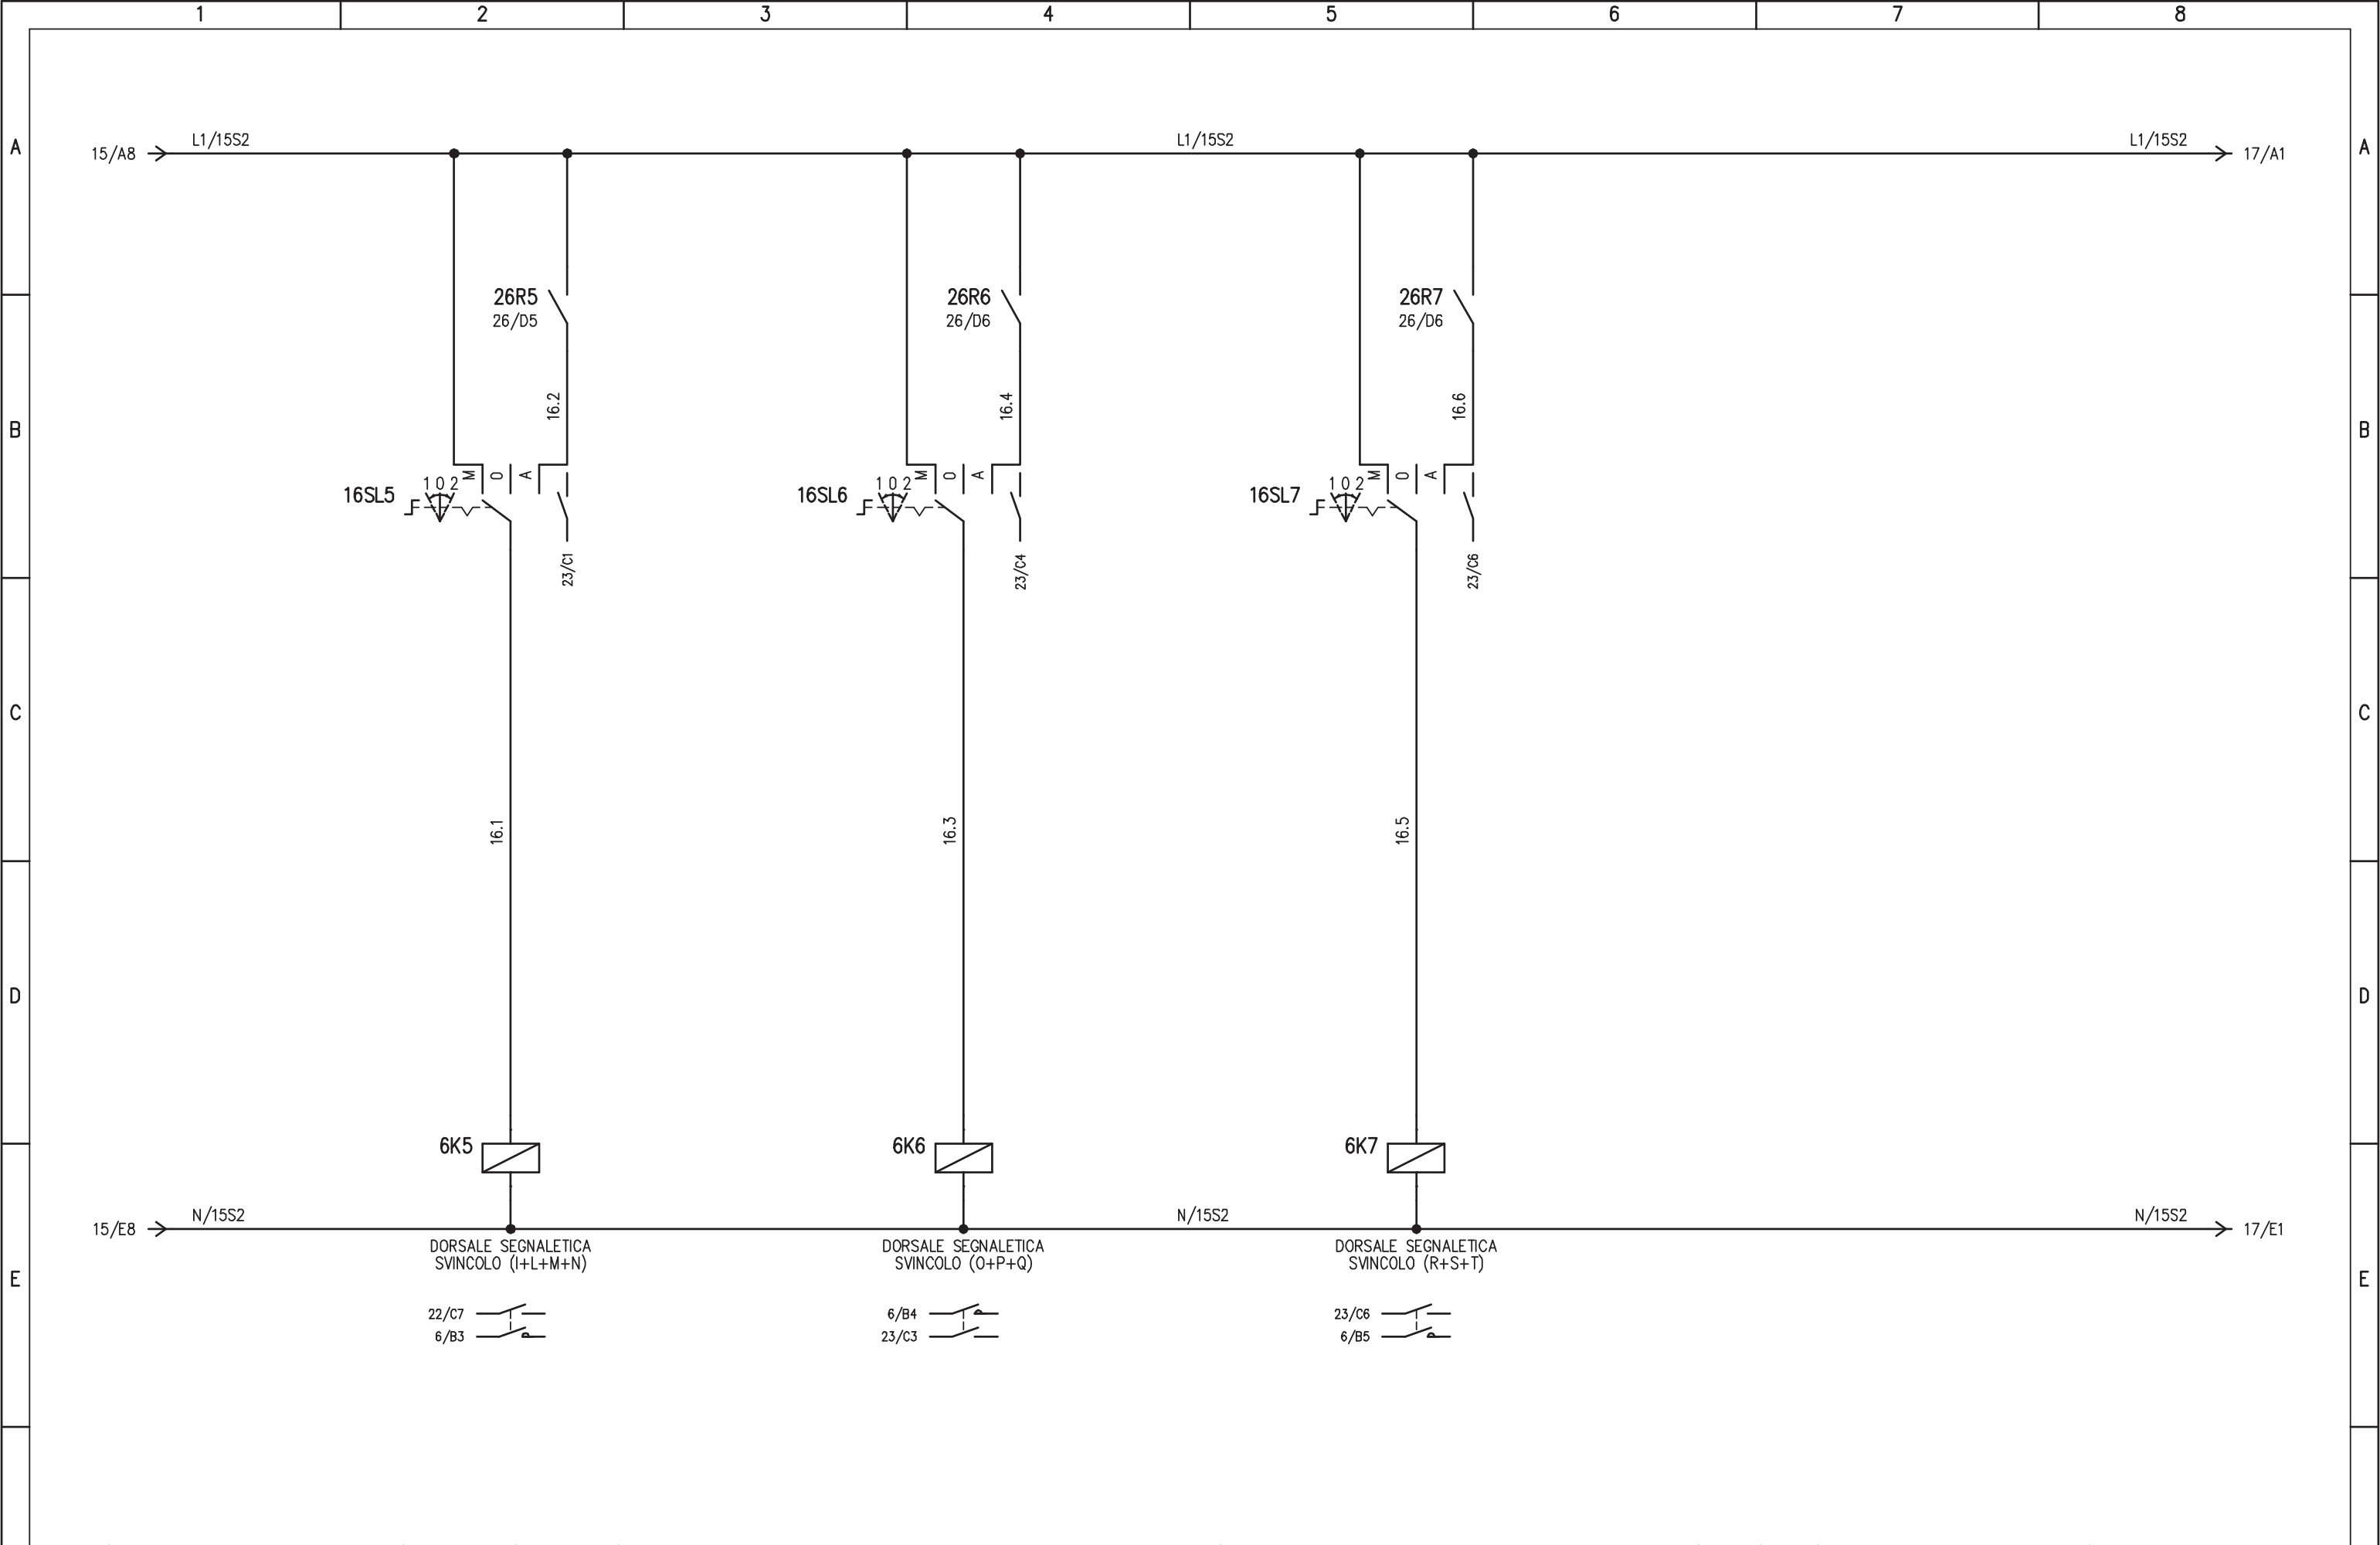 1 2 3 4 5 6 7 8
A A
15/A8 L1/15S2 L1/15S2 L1/15S2 17/A1
26R5 26R6 26R7
26/D5 26/D6 26/D6
16.2 16.4 16.6
B B
M O A M O A M O A
1 0 2 1 0 2 1 0 2
16SL5 16SL6 16SL7
23/C1 23/C4 23/C6
C C
16.1 16.3 16.5
D D
6K5 6K6 6K7
15/E8 N/15S2 N/15S2 N/15S2 17/E1
DORSALE SEGNALETICA DORSALE SEGNALETICA DORSALE SEGNALETICA
SVINCOLO (I+L+M+N) SVINCOLO (O+P+Q) SVINCOLO (R+S+T)
E E
22/C7 6/B4 23/C6
6/B3 23/C3 6/B5